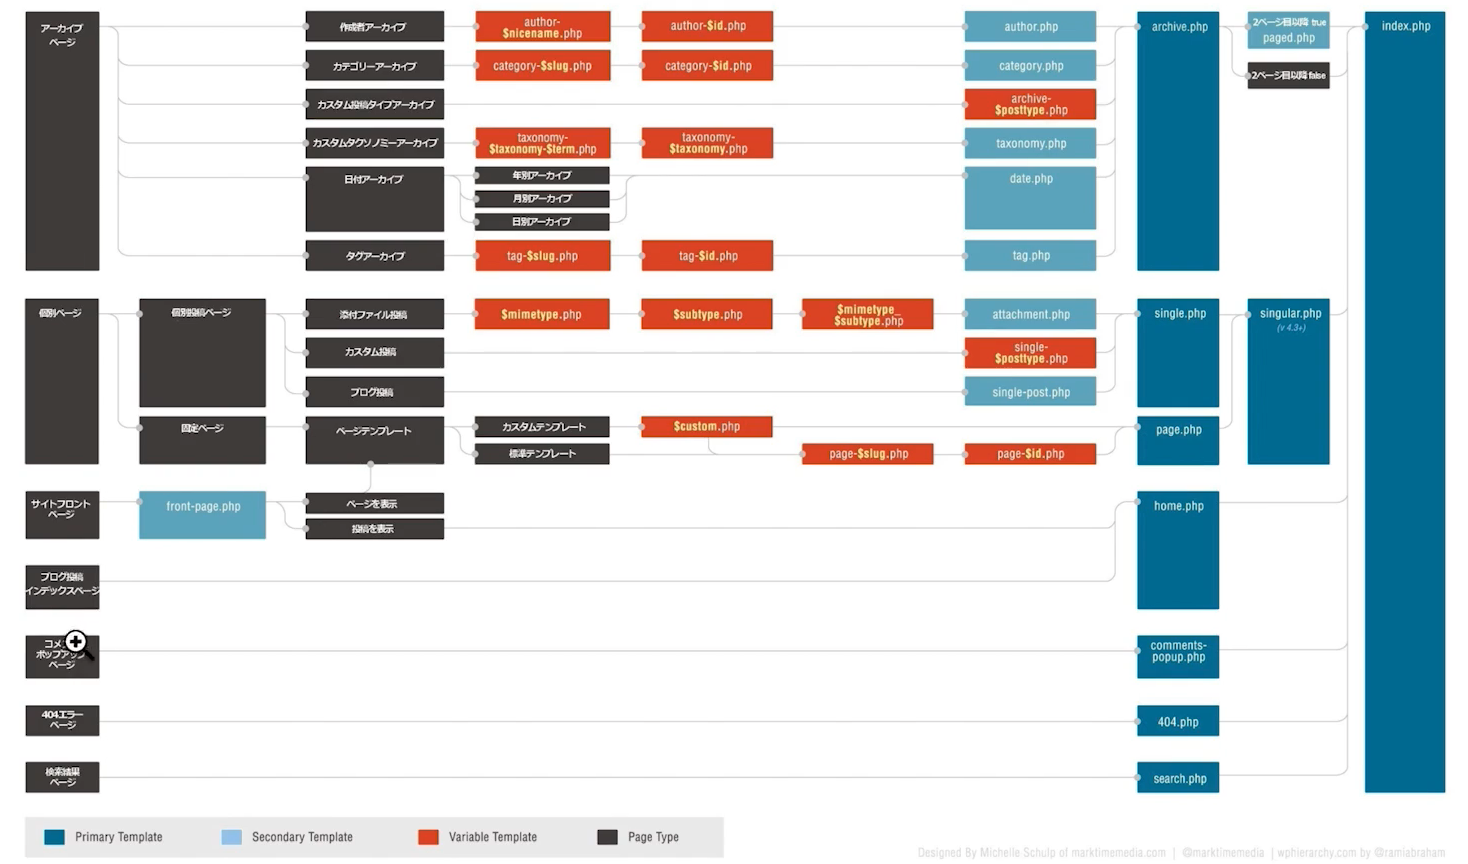 アーカイブ
ページ
作成者アーカイブ
author-
$nicename.php
author-$id.php
author.php
archive.php
2ページ目以降 true
paged.php
index.php
カテゴリーアーカイブ
category-$slug.php
category-$id.php
category.php
2ページ目以降 false
カスタム投稿タイプアーカイブ
archive-
$posttype.php
カスタムタクソノミーアーカイブ
taxonomy-
$taxonomy-$term.php
taxonomy-
$taxonomy.php
taxonomy.php
日付アーカイブ
年別アーカイブ
月別アーカイブ
日別アーカイブ
date.php
タグアーカイブ
tag-$slug.php
tag-$id.php
tag.php
個別ページ
個別投稿ページ
添付ファイル投稿
$mimetype.php
$subtype.php
$mimetype_
$subtype.php
attachment.php
single.php
singular.php
(v 4.3+)
カスタム投稿
single-
$posttype.php
ブログ投稿
single-post.php
固定ページ
ページテンプレート
カスタムテンプレート
$custom.php
page.php
標準テンプレート
page-$slug.php
page-$id.php
サイトフロント
ページ
front-page.php
ページを表示
home.php
投稿を表示
ブログ投稿
インデックスページ
コメ
ポップアップ
ページ
comments-
popup.php
404エラー
ページ
404.php
検索結果
ページ
search.php
Primary Template
Secondary Template
Variable Template
Page Type
Designed By Michelle Schulp of marktimemedia.com | @marktimemedia | wphierarchy.com by @ramiabraham